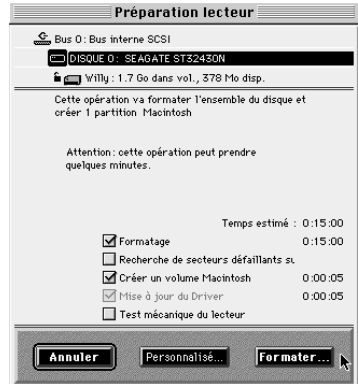 Préparation lecteur
Bus 0: Bus interne SCSI
DISQUE 0: SEAGATE ST32430N
Willy : 1.7 Go dans vol., 378 Mo disp.
Cette opération va formater l'ensemble du disque et
créer 1 partition Macintosh
Attention: cette opération peut prendre
quelques minutes.
Temps estimé : 0:15:00
Formatage 0:15:00
Recherche de secteurs défaillants su
Créer un volume Macintosh 0:00:05
Mise à jour du Driver 0:00:05
Test mécanique du lecteur
Annuler Personnalisé... Formater...